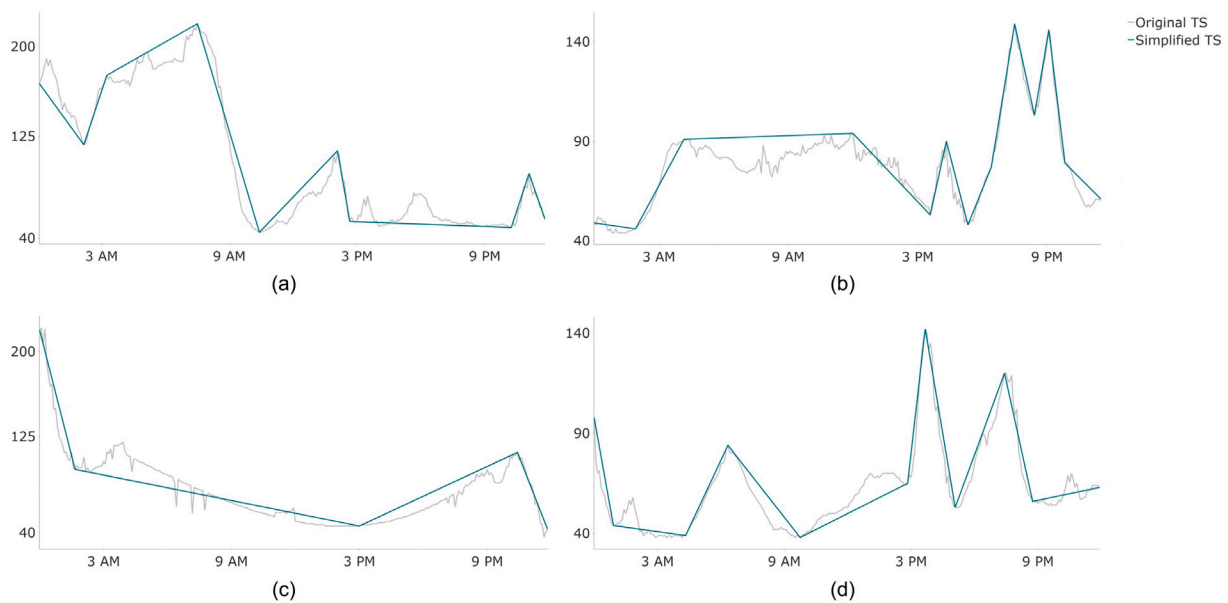 200
125
40
3 AM 9 AM 3 PM 9 PM
(a)
140
90
40
3 AM 9 AM 3 PM 9 PM
(b)
Original TS
Simplified TS
200
125
40
3 AM 9 AM 3 PM 9 PM
(c)
140
90
40
3 AM 9 AM 3 PM 9 PM
(d)